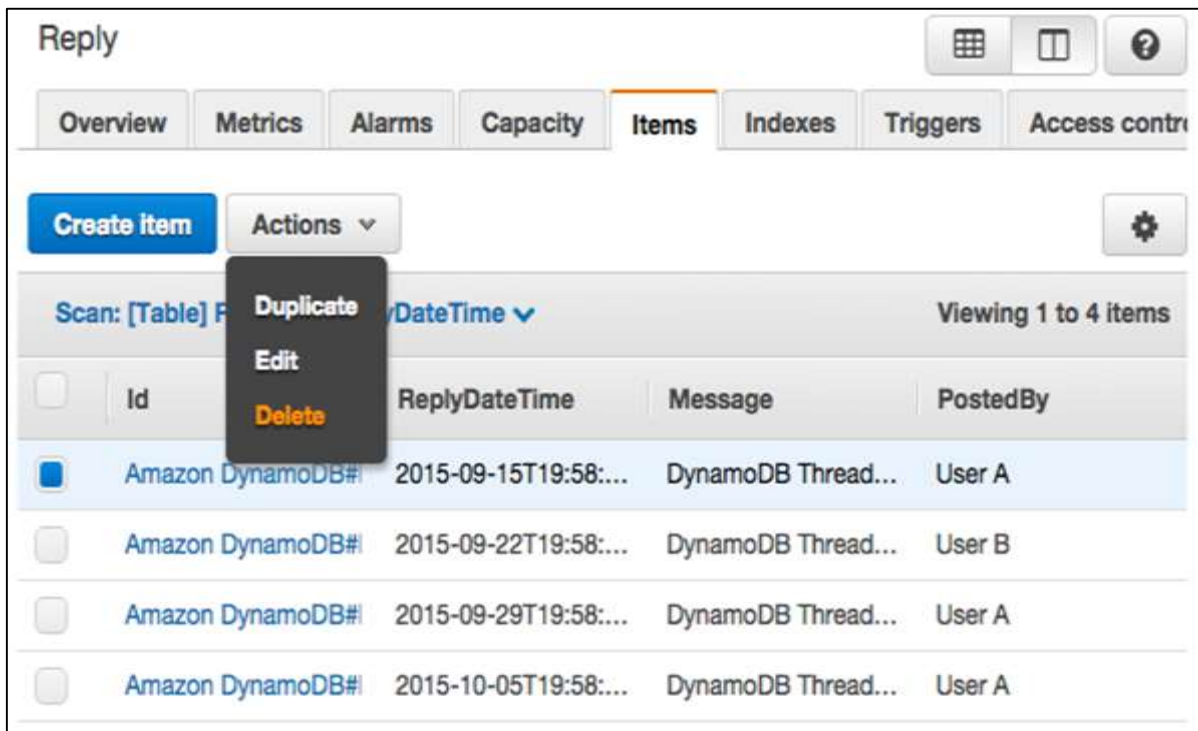 Reply
Overview Metrics Alarms Capacity Items Indexes Triggers Access contr
Create item Actions
Duplicate
Edit
Delete
Scan: [Table] yDateTime Viewing 1 to 4 items
Id ReplyDateTime Message PostedBy
Amazon DynamoDB# 2015-09-15T19:58:... DynamoDB Thread... User A
Amazon DynamoDB# 2015-09-22T19:58:... DynamoDB Thread... User B
Amazon DynamoDB# 2015-09-29T19:58:... DynamoDB Thread... User A
Amazon DynamoDB# 2015-10-05T19:58:... DynamoDB Thread... User A